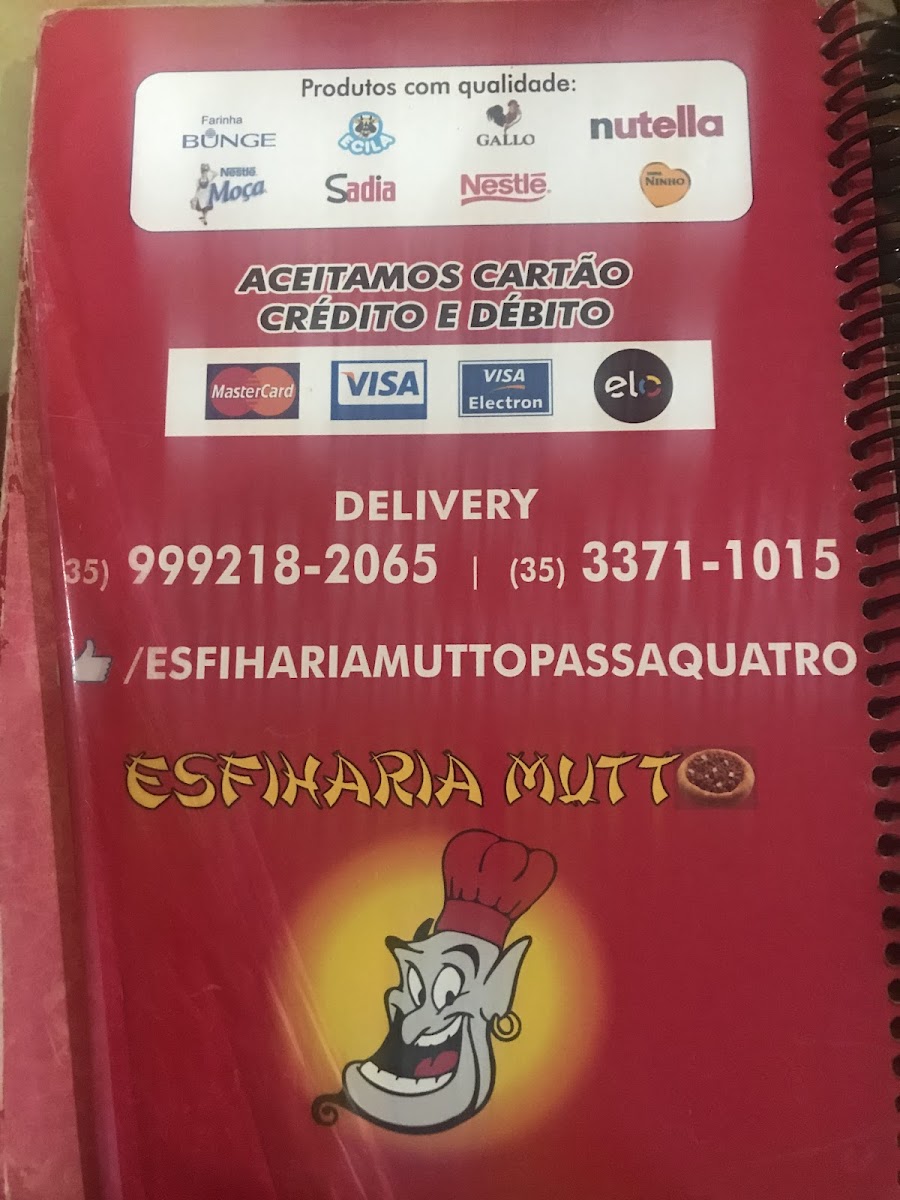 Produtos com qualidade:
Farinha
BUNGE
ECILA
GALLO
nutella
Nestlé
Moça
Sadia
Nestlé
NINHO
ACEITAMOS CARTÃO
CRÉDITO E DÉBITO
MasterCard
VISA
VISA
Electron
elo
DELIVERY
35) 999218-2065 | (35) 3371-1015
/ESFIHARIAMUTTOPASSAQUATRO
ESFIHARIA MUTTO